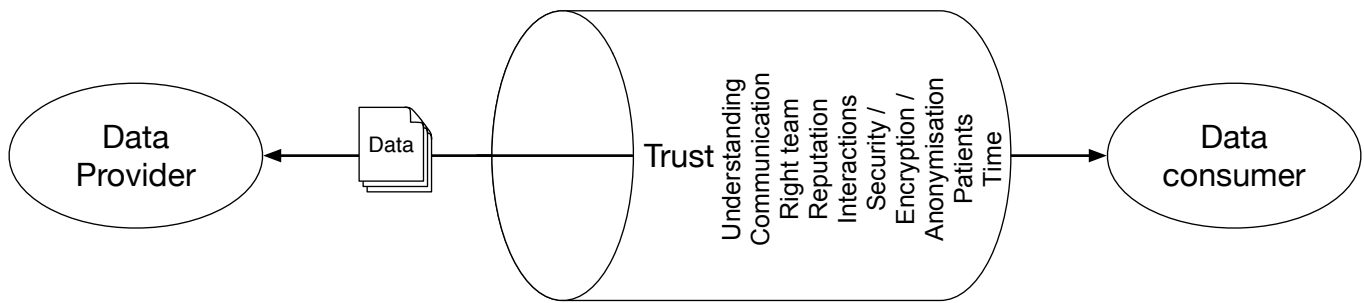 Data
Provider
Data
Trust
Understanding
Communication
Right team
Reputation
Interactions
Security /
Encryption /
Anonymisation
Patients
Time
Data
consumer